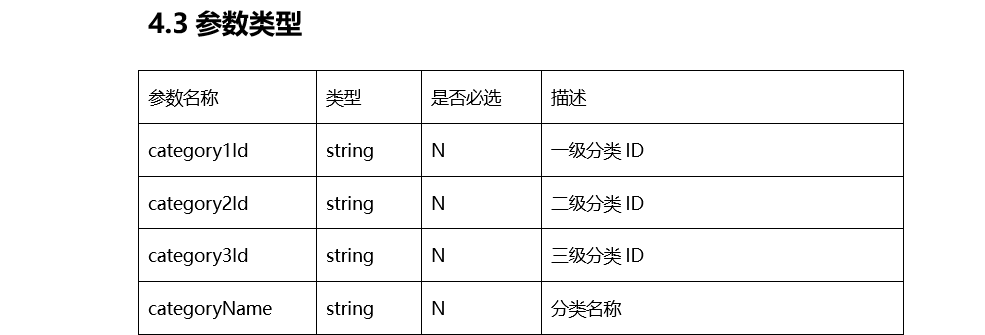 4.3 参数类型
参数名称 类型 是否必选 描述
category1Id string N 一级分类 ID
category2Id string N 二级分类 ID
category3Id string N 三级分类 ID
categoryName string N 分类名称